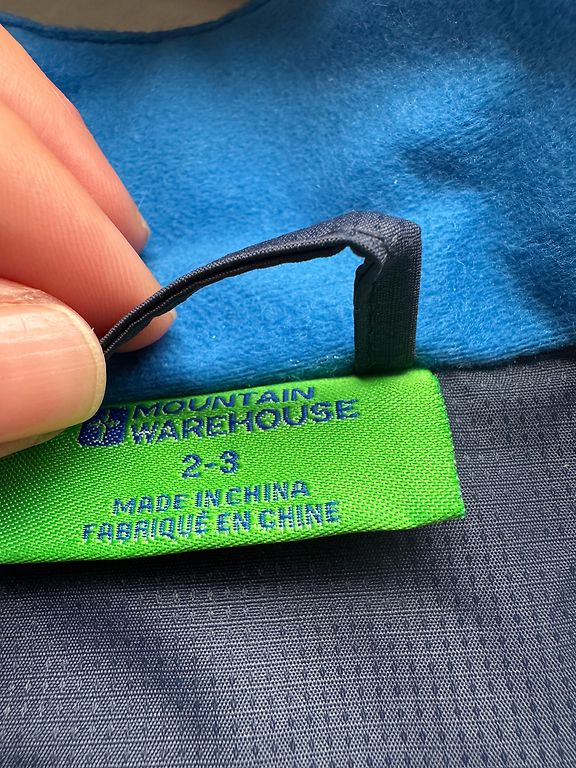 MOUNTAIN
WAREHOUSE
2-3
MADE IN CHINA
FABRIQUÉ EN CHINE